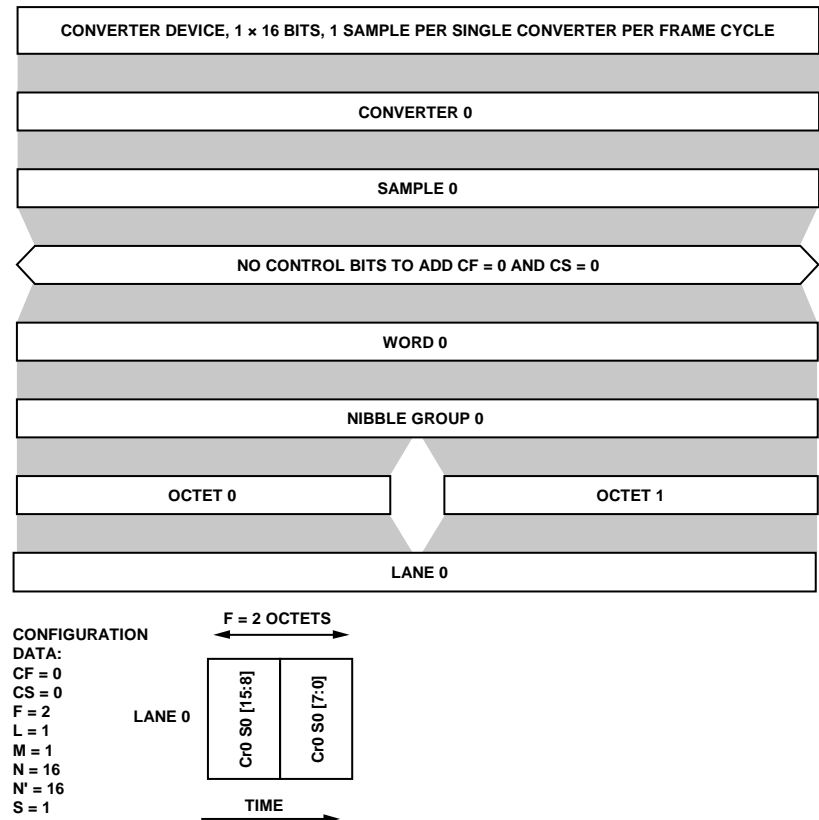 CONVERTER DEVICE, 1 × 16 BITS, 1 SAMPLE PER SINGLE CONVERTER PER FRAME CYCLE
CONVERTER 0
SAMPLE 0
NO CONTROL BITS TO ADD CF = 0 AND CS = 0
WORD 0
NIBBLE GROUP 0
OCTET 0
OCTET 1
LANE 0
CONFIGURATION
DATA:
CF = 0
CS = 0
F = 2
L = 1
M = 1
N = 16
N' = 16
S = 1
F = 2 OCTETS
LANE 0
Cr0 S0 [15:8]
Cr0 S0 [7:0]
TIME